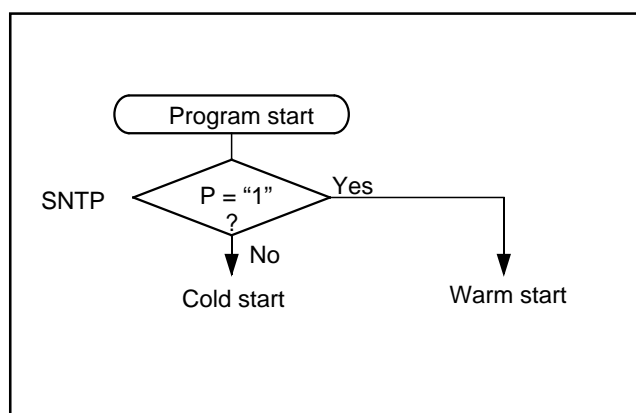 Program start
SNTP
P = “1”
?
Yes
No
Cold start
Warm start